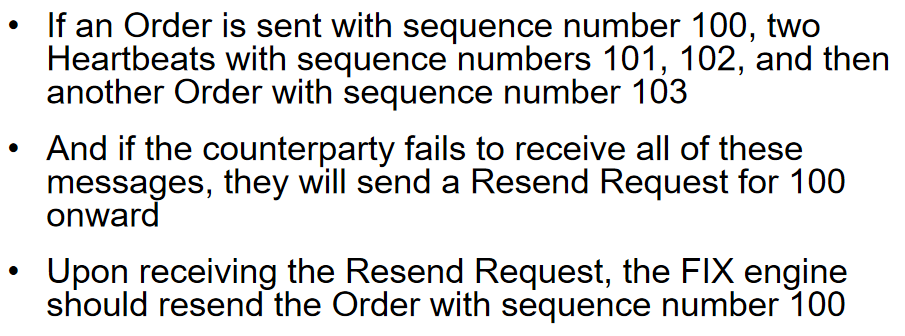 • If an Order is sent with sequence number 100, two
Heartbeats with sequence numbers 101, 102, and then
another Order with sequence number 103
• And if the counterparty fails to receive all of these
messages, they will send a Resend Request for 100
onward
• Upon receiving the Resend Request, the FIX engine
should resend the Order with sequence number 100